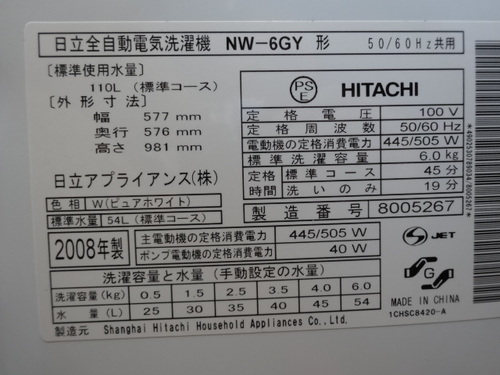 日立全自動電気洗濯機 NW-6GY 形 50/60Hz共用
[標準使用水量]
110L (標準コース)
[外形寸法]
幅 577 mm
奥行 576 mm
高さ 981 mm
日立アプライアンス(株)
色相 W(ピュアホワイト)
標準水量 54L(標準コース)
PS E HITACHI
定格電圧 100 V
定格周波数 50/60 Hz
電動機の定格消費電力 445/505 W
標準洗濯容量 6.0 kg
定格時間 標準コース 45 分
洗いのみ 19 分
製造番号 8005267
*4902530788034/8005267*
2008年製
主電動機の定格消費電力 445/505 W
ポンプ電動機の定格消費電力 40 W
S JET
G
洗濯容量と水量 (手動設定の水量)
洗濯容量(kg) 0.5 1.5 2.5 3.5 4.0 6.0
水量(L) 25 30 35 40 45 54
MADE IN CHINA
1CHSC8420-A
製造元 Shanghai Hitachi Household Appliances Co., Ltd.